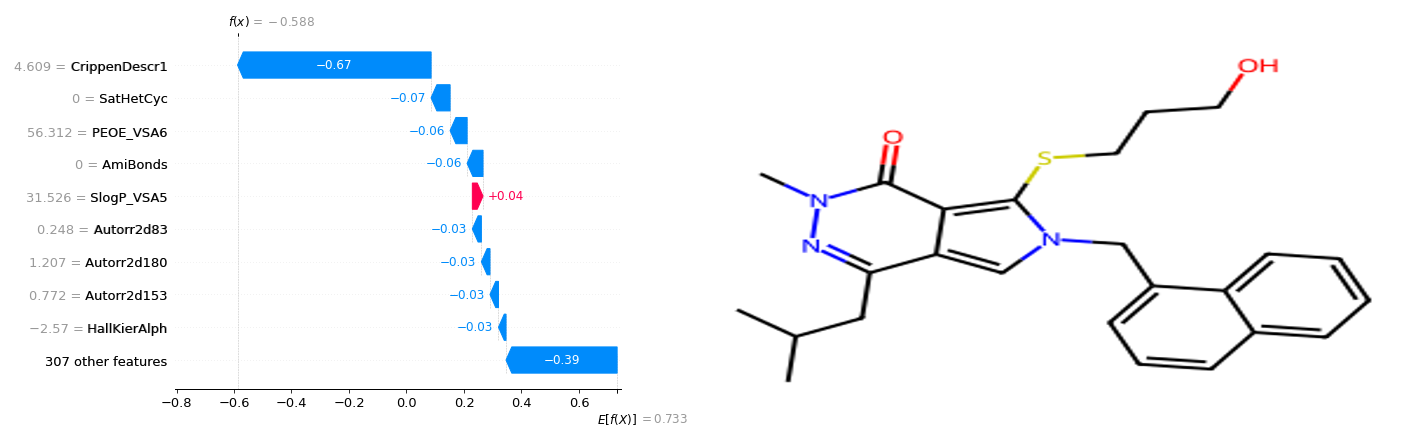 f(x) = −0.588
4.609 = CrippenDescr1
−0.67
0 = SatHetCyc
−0.07
56.312 = PEOE_VSA6
−0.06
0 = AmiBonds
−0.06
31.526 = SlogP_VSA5
+0.04
0.248 = Autorr2d83
−0.03
1.207 = Autorr2d180
−0.03
0.772 = Autorr2d153
−0.03
−2.57 = HallKierAlph
−0.03
307 other features
−0.39
−0.8 −0.6 −0.4 −0.2 0.0 0.2 0.4 0.6
E[f(X)] = 0.733
OH
O
S
N
N
N